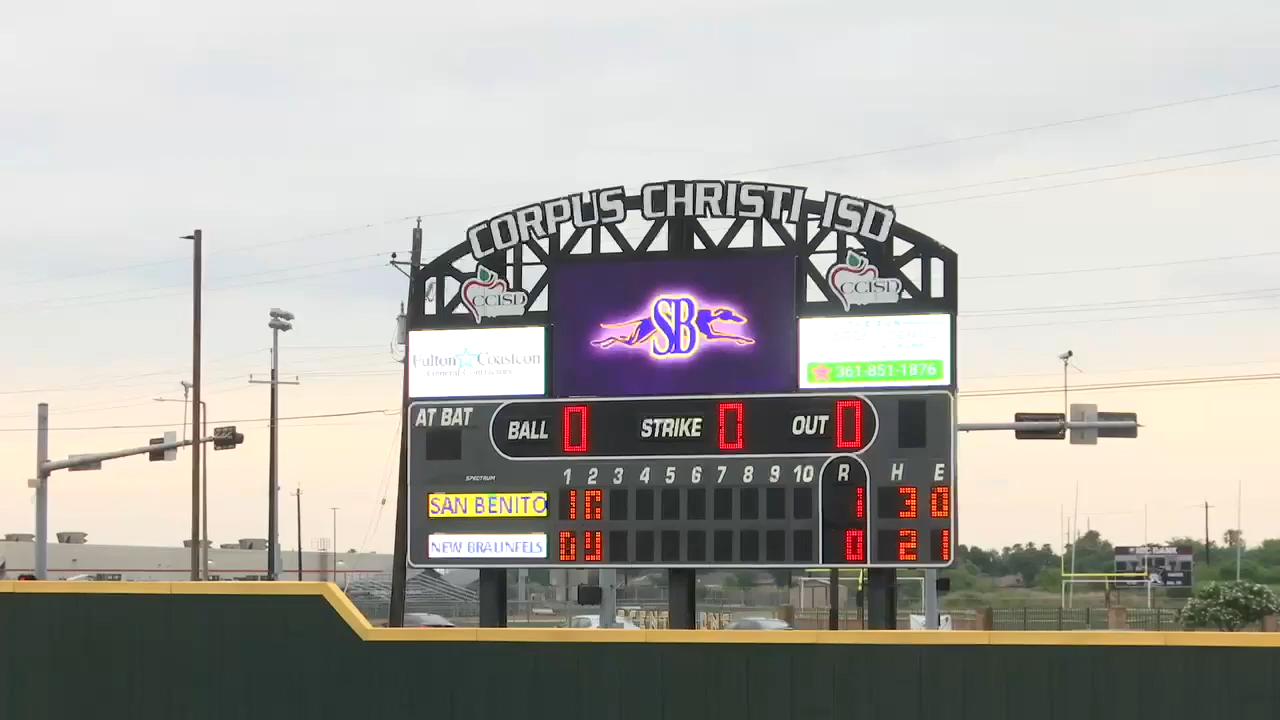 CORPUS CHRISTI ISD
CCISD
CCISD
SB
Fulton Coastcon
General Contractors
361-851-1876
AT BAT
BALL 0 STRIKE 0 OUT 0
SPECTRUM
1 2 3 4 5 6 7 8 9 10 R H E
SAN BENITO 1 3 0
NEW BRAUNFELS 0 2 1